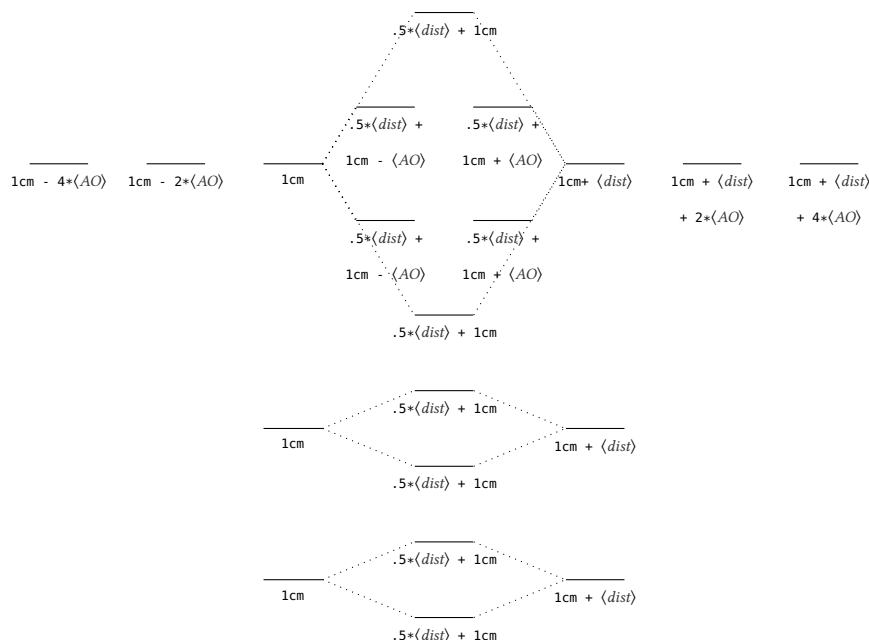 .5*⟨dist⟩ + 1cm
.5*⟨dist⟩ + .5*⟨dist⟩ +
1cm - ⟨AO⟩ 1cm + ⟨AO⟩
1cm - 4*⟨AO⟩ 1cm - 2*⟨AO⟩ 1cm 1cm+ ⟨dist⟩ 1cm + ⟨dist⟩ 1cm + ⟨dist⟩
+ 2*⟨AO⟩ + 4*⟨AO⟩
.5*⟨dist⟩ + .5*⟨dist⟩ +
1cm - ⟨AO⟩ 1cm + ⟨AO⟩
.5*⟨dist⟩ + 1cm
.5*⟨dist⟩ + 1cm
1cm 1cm + ⟨dist⟩
.5*⟨dist⟩ + 1cm
.5*⟨dist⟩ + 1cm
1cm 1cm + ⟨dist⟩
.5*⟨dist⟩ + 1cm